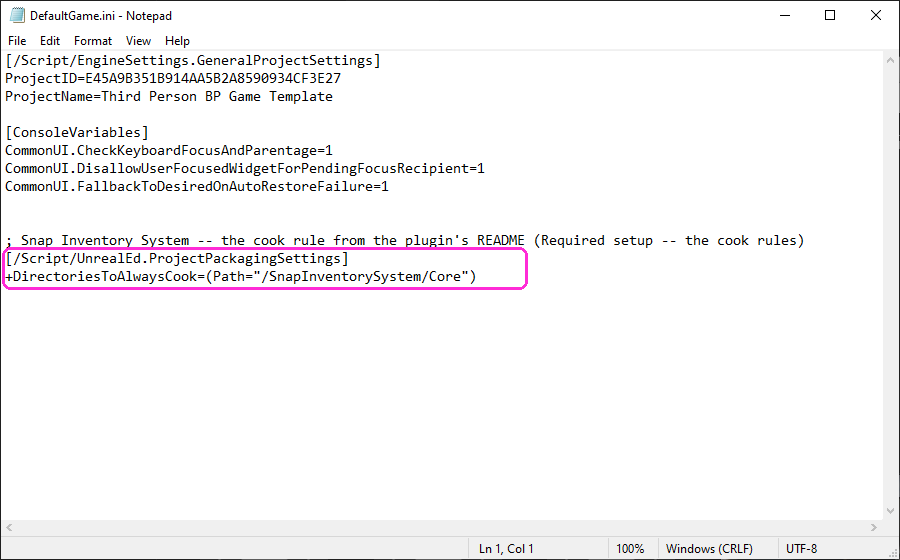 DefaultGame.ini - Notepad
File Edit Format View Help
[/Script/EngineSettings.GeneralProjectSettings]
ProjectID=E45A9B351B914AA5B2A8590934CF3E27
ProjectName=Third Person BP Game Template
[ConsoleVariables]
CommonUI.CheckKeyboardFocusAndParentage=1
CommonUI.DisallowUserFocusedWidgetForPendingFocusRecipient=1
CommonUI.FallbackToDesiredOnAutoRestoreFailure=1
; Snap Inventory System -- the cook rule from the plugin's README (Required setup -- the cook rules)
[/Script/UnrealEd.ProjectPackagingSettings]
+DirectoriesToAlwaysCook=(Path="/SnapInventorySystem/Core")
Ln 1, Col 1 100% Windows (CRLF) UTF-8